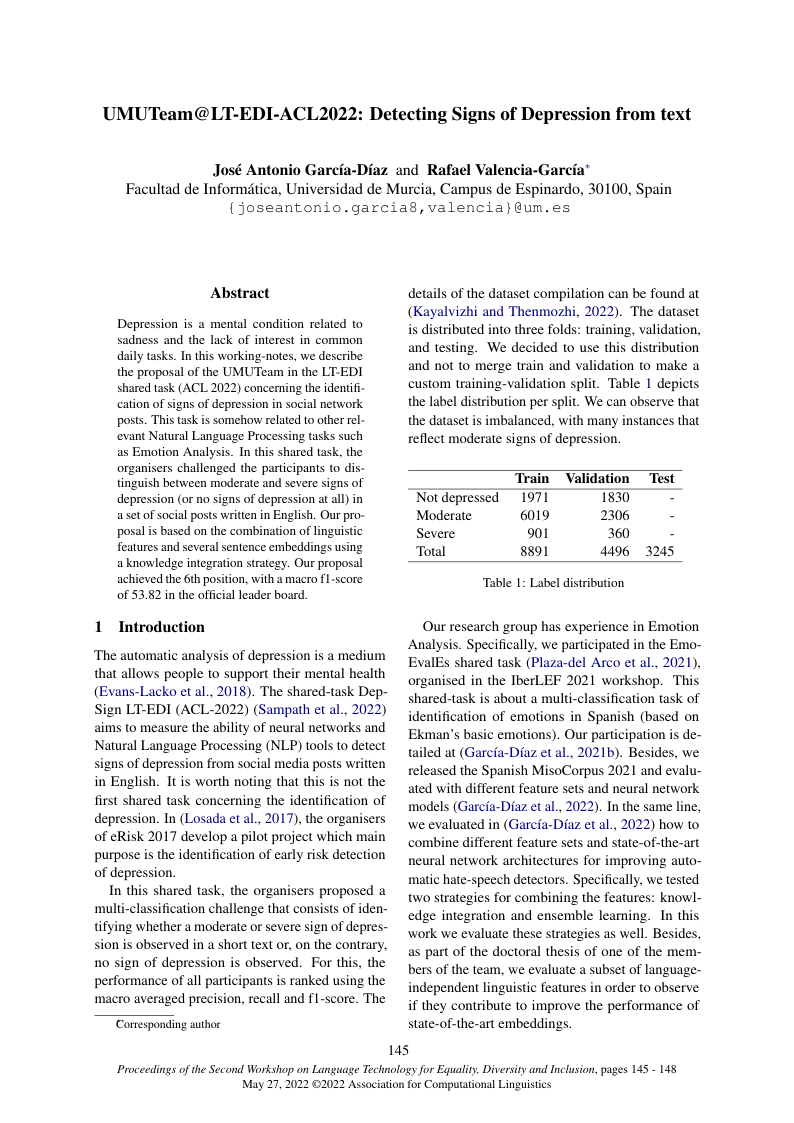 UMUTeam@LT-EDI-ACL2022: Detecting Signs of Depression from text
José Antonio García-Díaz and Rafael Valencia-García*
Facultad de Informática, Universidad de Murcia, Campus de Espinardo, 30100, Spain
{joseantonio.garcia8,valencia}@um.es
Abstract
Depression is a mental condition related to
sadness and the lack of interest in common
daily tasks. In this working-notes, we describe
the proposal of the UMUTeam in the LT-EDI
shared task (ACL 2022) concerning the identifi-
cation of signs of depression in social network
posts. This task is somehow related to other rel-
evant Natural Language Processing tasks such
as Emotion Analysis. In this shared task, the
organisers challenged the participants to dis-
tinguish between moderate and severe signs of
depression (or no signs of depression at all) in
a set of social posts written in English. Our pro-
posal is based on the combination of linguistic
features and several sentence embeddings using
a knowledge integration strategy. Our proposal
achieved the 6th position, with a macro f1-score
of 53.82 in the official leader board.
1 Introduction
The automatic analysis of depression is a medium
that allows people to support their mental health
(Evans-Lacko et al., 2018). The shared-task Dep-
Sign LT-EDI (ACL-2022) (Sampath et al., 2022)
aims to measure the ability of neural networks and
Natural Language Processing (NLP) tools to detect
signs of depression from social media posts written
in English. It is worth noting that this is not the
first shared task concerning the identification of
depression. In (Losada et al., 2017), the organisers
of eRisk 2017 develop a pilot project which main
purpose is the identification of early risk detection
of depression.
In this shared task, the organisers proposed a
multi-classification challenge that consists of iden-
tifying whether a moderate or severe sign of depres-
sion is observed in a short text or, on the contrary,
no sign of depression is observed. For this, the
performance of all participants is ranked using the
macro averaged precision, recall and f1-score. The
Corresponding author
details of the dataset compilation can be found at
(Kayalvizhi and Thenmozhi, 2022). The dataset
is distributed into three folds: training, validation,
and testing. We decided to use this distribution
and not to merge train and validation to make a
custom training-validation split. Table 1 depicts
the label distribution per split. We can observe that
the dataset is imbalanced, with many instances that
reflect moderate signs of depression.
Train Validation Test
Not depressed 1971 1830 -
Moderate 6019 2306 -
Severe 901 360 -
Total 8891 4496 3245
Table 1: Label distribution
Our research group has experience in Emotion
Analysis. Specifically, we participated in the Emo-
EvalEs shared task (Plaza-del Arco et al., 2021),
organised in the IberLEF 2021 workshop. This
shared-task is about a multi-classification task of
identification of emotions in Spanish (based on
Ekman's basic emotions). Our participation is de-
tailed at (García-Díaz et al., 2021b). Besides, we
released the Spanish MisoCorpus 2021 and evalu-
ated with different feature sets and neural network
models (García-Díaz et al., 2022). In the same line,
we evaluated in (García-Díaz et al., 2022) how to
combine different feature sets and state-of-the-art
neural network architectures for improving auto-
matic hate-speech detectors. Specifically, we tested
two strategies for combining the features: knowl-
edge integration and ensemble learning. In this
work we evaluate these strategies as well. Besides,
as part of the doctoral thesis of one of the mem-
bers of the team, we evaluate a subset of language-
independent linguistic features in order to observe
if they contribute to improve the performance of
state-of-the-art embeddings.
145
Proceedings of the Second Workshop on Language Technology for Equality, Diversity and Inclusion, pages 145 - 148
May 27, 2022 ©2022 Association for Computational Linguistics